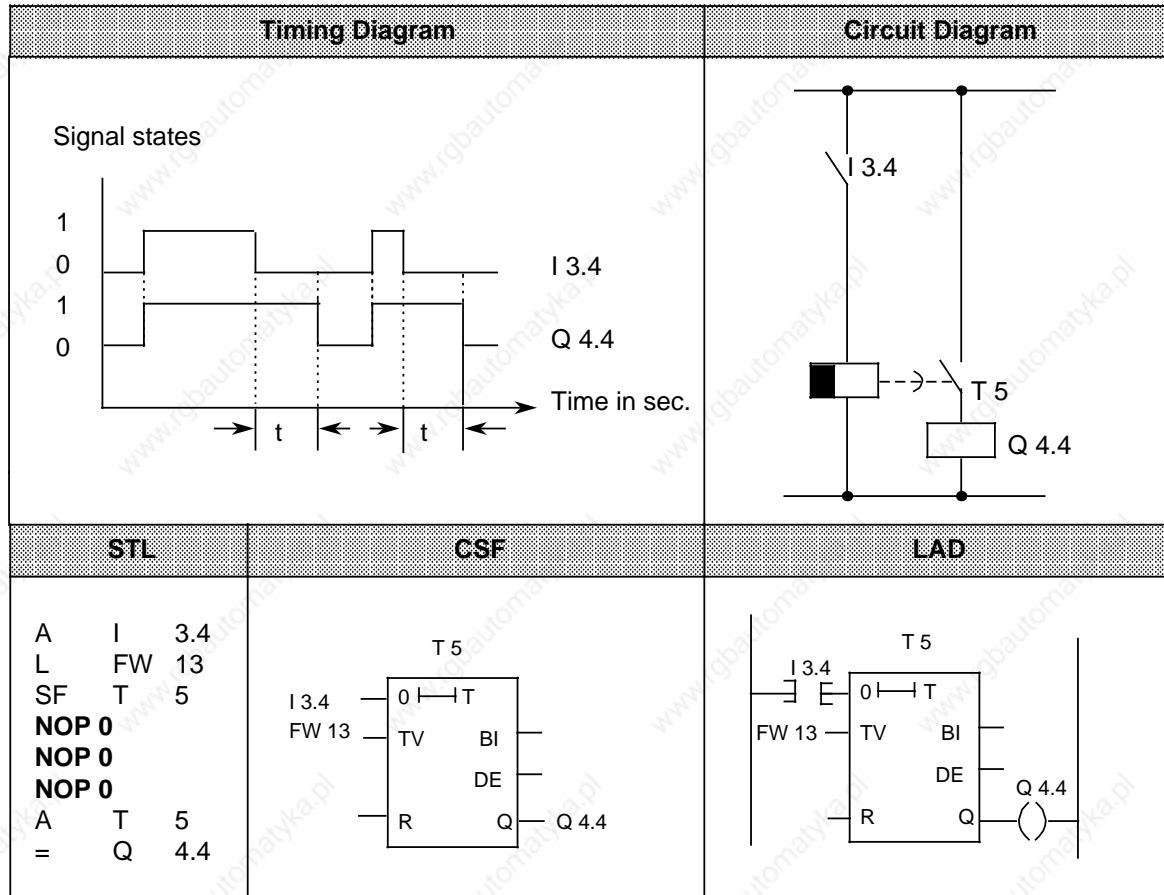 Timing Diagram
Circuit Diagram
Signal states
1
0
I 3.4
1
0
Q 4.4
Time in sec.
t
t
I 3.4
T 5
Q 4.4
STL
CSF
LAD
A I 3.4
L FW 13
SF T 5
NOP 0
NOP 0
NOP 0
A T 5
= Q 4.4
T 5
I 3.4
0 T
FW 13
TV
BI
DE
R
Q
Q 4.4
T 5
I 3.4
0 T
FW 13
TV
BI
DE
Q 4.4
R
Q
www.rgbautomatyka.pl